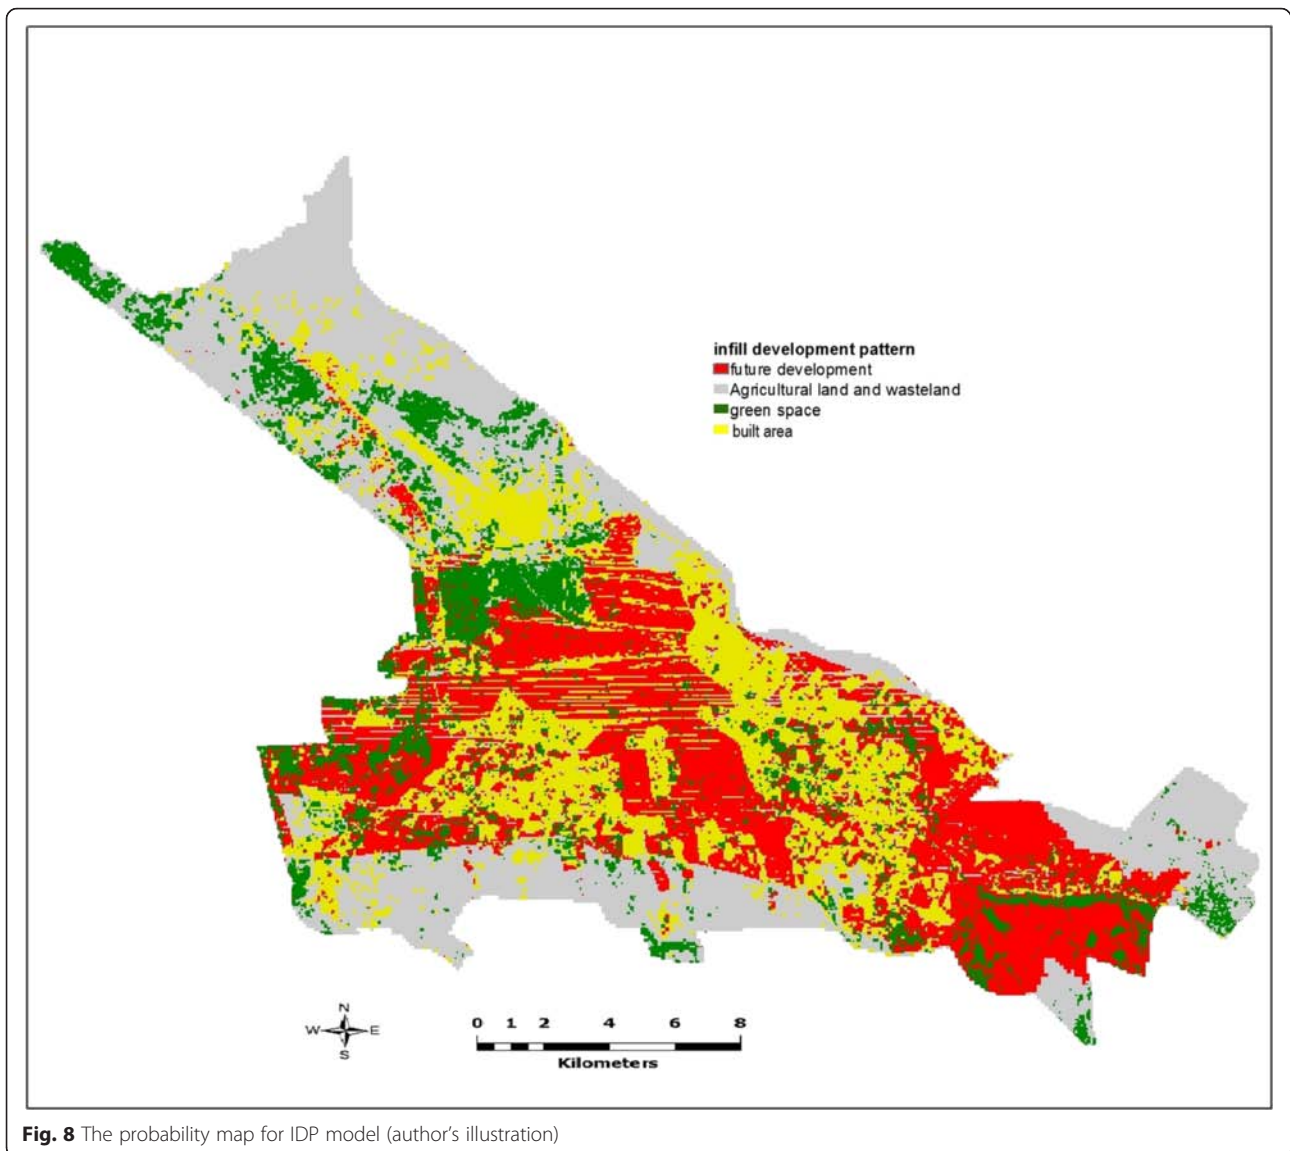 infill development pattern
future development
Agricultural land and wasteland
green space
built area
N
W E
S
0 1 2 4 6 8
Kilometers
Fig. 8 The probability map for IDP model (author's illustration)